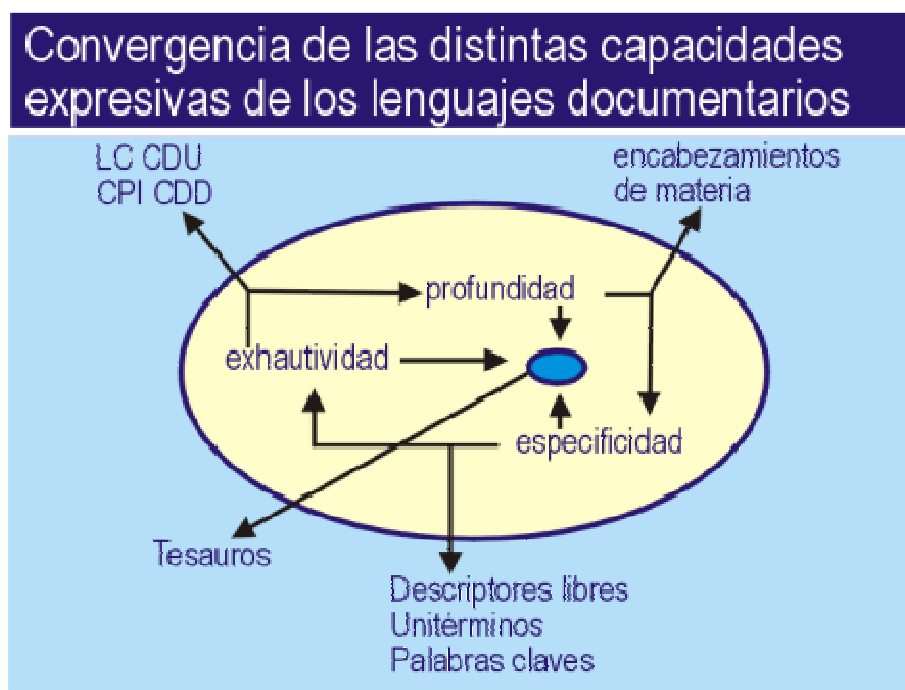 Convergencia de las distintas capacidades
expresivas de los lenguajes documentarios
LC CDU
CPI CDD
encabezamientos
de materia
profundidad
exhautividad
especificidad
Tesauros
Descriptores libres
Unitérminos
Palabras claves